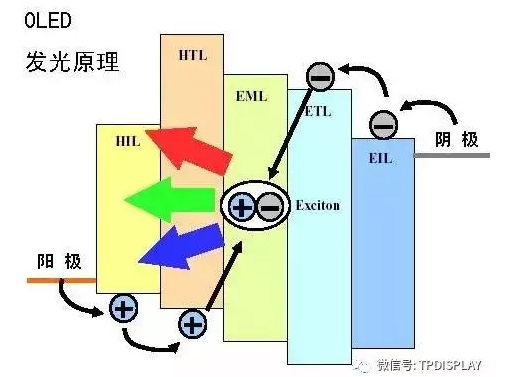 OLED
发光原理
HTL
EML
ETL
HIL
EIL
阴 极
+ −
Exciton
阳 极
+
+
−
−
微信号: TPDISPLAY